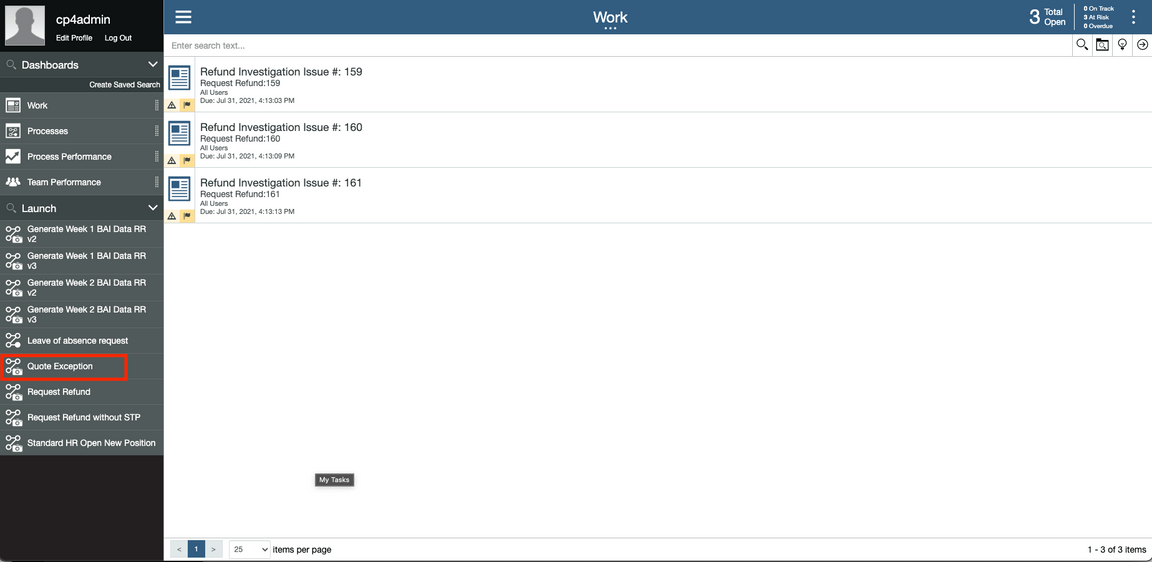 cp4admin
Edit Profile Log Out
Dashboards
Create Saved Search
Work
Processes
Process Performance
Team Performance
Launch
Generate Week 1 BAI Data RR
v2
Generate Week 1 BAI Data RR
v3
Generate Week 2 BAI Data RR
v2
Generate Week 2 BAI Data RR
v3
Leave of absence request
Quote Exception
Request Refund
Request Refund without STP
Standard HR Open New Position
Work
3 Total
Open
0 On Track
3 At Risk
0 Overdue
Enter search text...
Refund Investigation Issue #: 159
Request Refund:159
All Users
Due: Jul 31, 2021, 4:13:03 PM
Refund Investigation Issue #: 160
Request Refund:160
All Users
Due: Jul 31, 2021, 4:13:09 PM
Refund Investigation Issue #: 161
Request Refund:161
All Users
Due: Jul 31, 2021, 4:13:13 PM
My Tasks
< 1 > 25 items per page
1 - 3 of 3 items